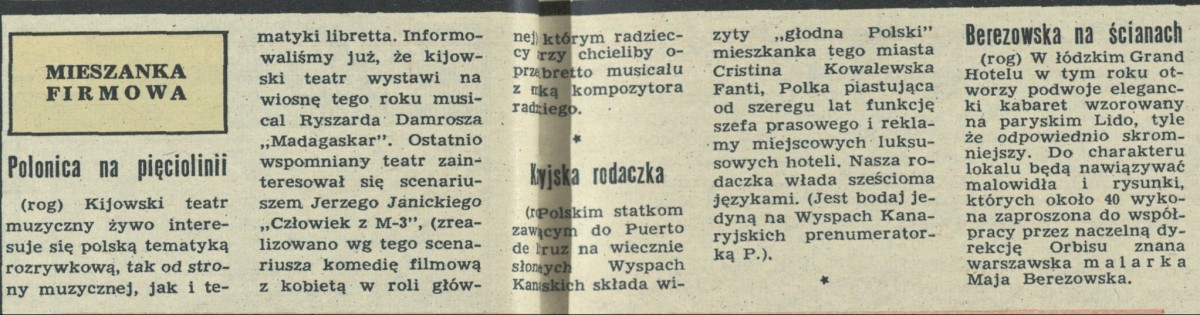 MIESZANKA
FIRMOWA
Polonica na pięciolinii
(rog) Kijowski teatr
muzyczny żywo intere-
suje się polską tematyką
rozrywkową, tak od stro-
ny muzycznej, jak i te-
matyki libretta. Informo-
waliśmy już, że kijow-
ski teatr wystawi na
wiosnę tego roku musi-
cal Ryszarda Damrosza
„Madagaskar”. Ostatnio
wspomniany teatr zain-
teresował się scenariu-
szem Jerzego Janickiego
„Człowiek z M-3”, (zrea-
lizowano wg tego scena-
riusza komedię filmową
z kobietą w roli głów-
nej) którym radziec-
cy chcieliby o-
libretto musicalu
z kompozytora
*
rodaczka
polskim statkom
do Puerto
de na wiecznie
Wyspach
składa wi-
zyty „głodna Polski”
mieszkanka tego miasta
Cristina Kowalewska
Fanti, Polka piastująca
od szeregu lat funkcję
szefa prasowego i rekla-
my miejscowych luksu-
sowych hoteli. Nasza ro-
daczka włada sześcioma
językami. (Jest bodaj je-
dyną na Wyspach Kana-
ryjskich prenumerator-
ką P.).
*
Berezowska na ścianach
(rog) W łódzkim Grand
Hotelu w tym roku ot-
worzy podwoje eleganc-
ki kabaret wzorowany
na paryskim Lido, tyle
że odpowiednio skrom-
niejszy. Do charakteru
lokalu będą nawiązywać
malowidła i rysunki,
których około 40 wyko-
na zaproszona do współ-
pracy przez naczelną dy-
rekcję Orbisu znana
warszawska malarka
Maja Berezowska.